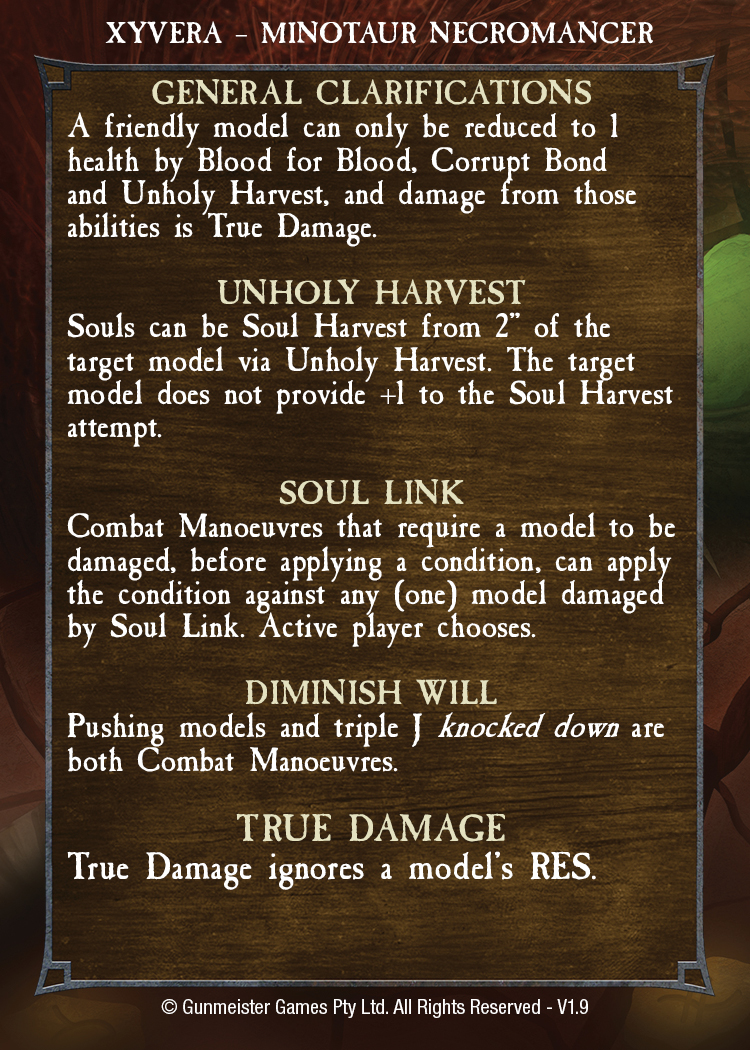 XYVERA – MINOTAUR NECROMANCER
GENERAL CLARIFICATIONS
A friendly model can only be reduced to 1
health by Blood for Blood, Corrupt Bond
and Unholy Harvest, and damage from those
abilities is True Damage.
UNHOLY HARVEST
Souls can be Soul Harvest from 2” of the
target model via Unholy Harvest. The target
model does not provide +1 to the Soul Harvest
attempt.
SOUL LINK
Combat Manoeuvres that require a model to be
damaged, before applying a condition, can apply
the condition against any (one) model damaged
by Soul Link. Active player chooses.
DIMINISH WILL
Pushing models and triple J knocked down are
both Combat Manoeuvres.
TRUE DAMAGE
True Damage ignores a model’s RES.
© Gunmeister Games Pty Ltd. All Rights Reserved - V1.9